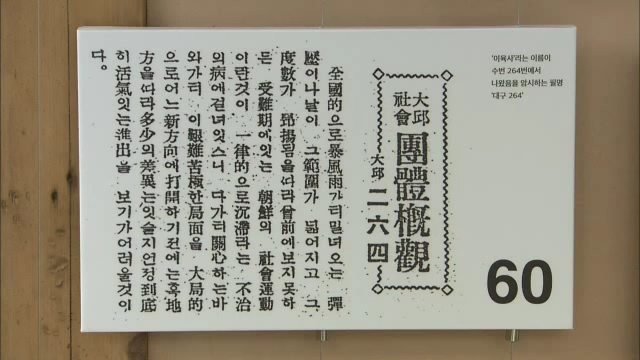 '이육사'라는 이름이
수번 264번에서
나왔음을 암시하는 필명
'대구 264'
60
大邱
社會
團體槪觀
大邱 二六四
全國的으로暴風雨가티밀녀오는 彈
壓이나날이 그範圍가 넓어지고 그
度數가 昂揚됨을따라曾前에보지못하
든 受難期에잇는 朝鮮의 社會運動
이란것이 一律的으로沉滯라는 不治
의病애걸녀잇스니 다가티關心하는바
와가티 이艱難苦極한局面을 大局的
으로어느新方向에打開하기전에는혹地
方을따라多少의差異는잇슬지언정到底
히活氣잇는進出을 보기가어려울것이
다。